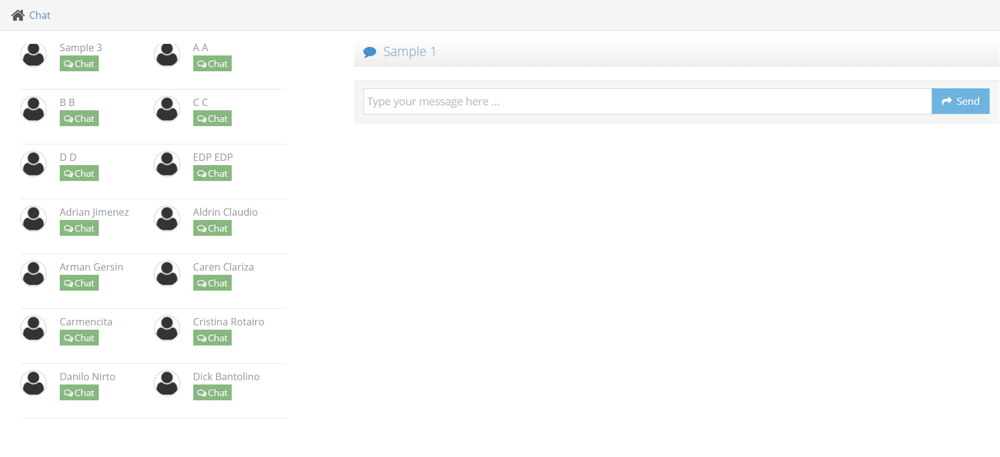 Chat
Sample 3
Chat
A A
Chat
B B
Chat
C C
Chat
D D
Chat
EDP EDP
Chat
Adrian Jimenez
Chat
Aldrin Claudio
Chat
Arman Gersin
Chat
Caren Clariza
Chat
Carmencita
Chat
Cristina Rotairo
Chat
Danilo Nirto
Chat
Dick Bantolino
Chat
Sample 1
Type your message here ...
Send